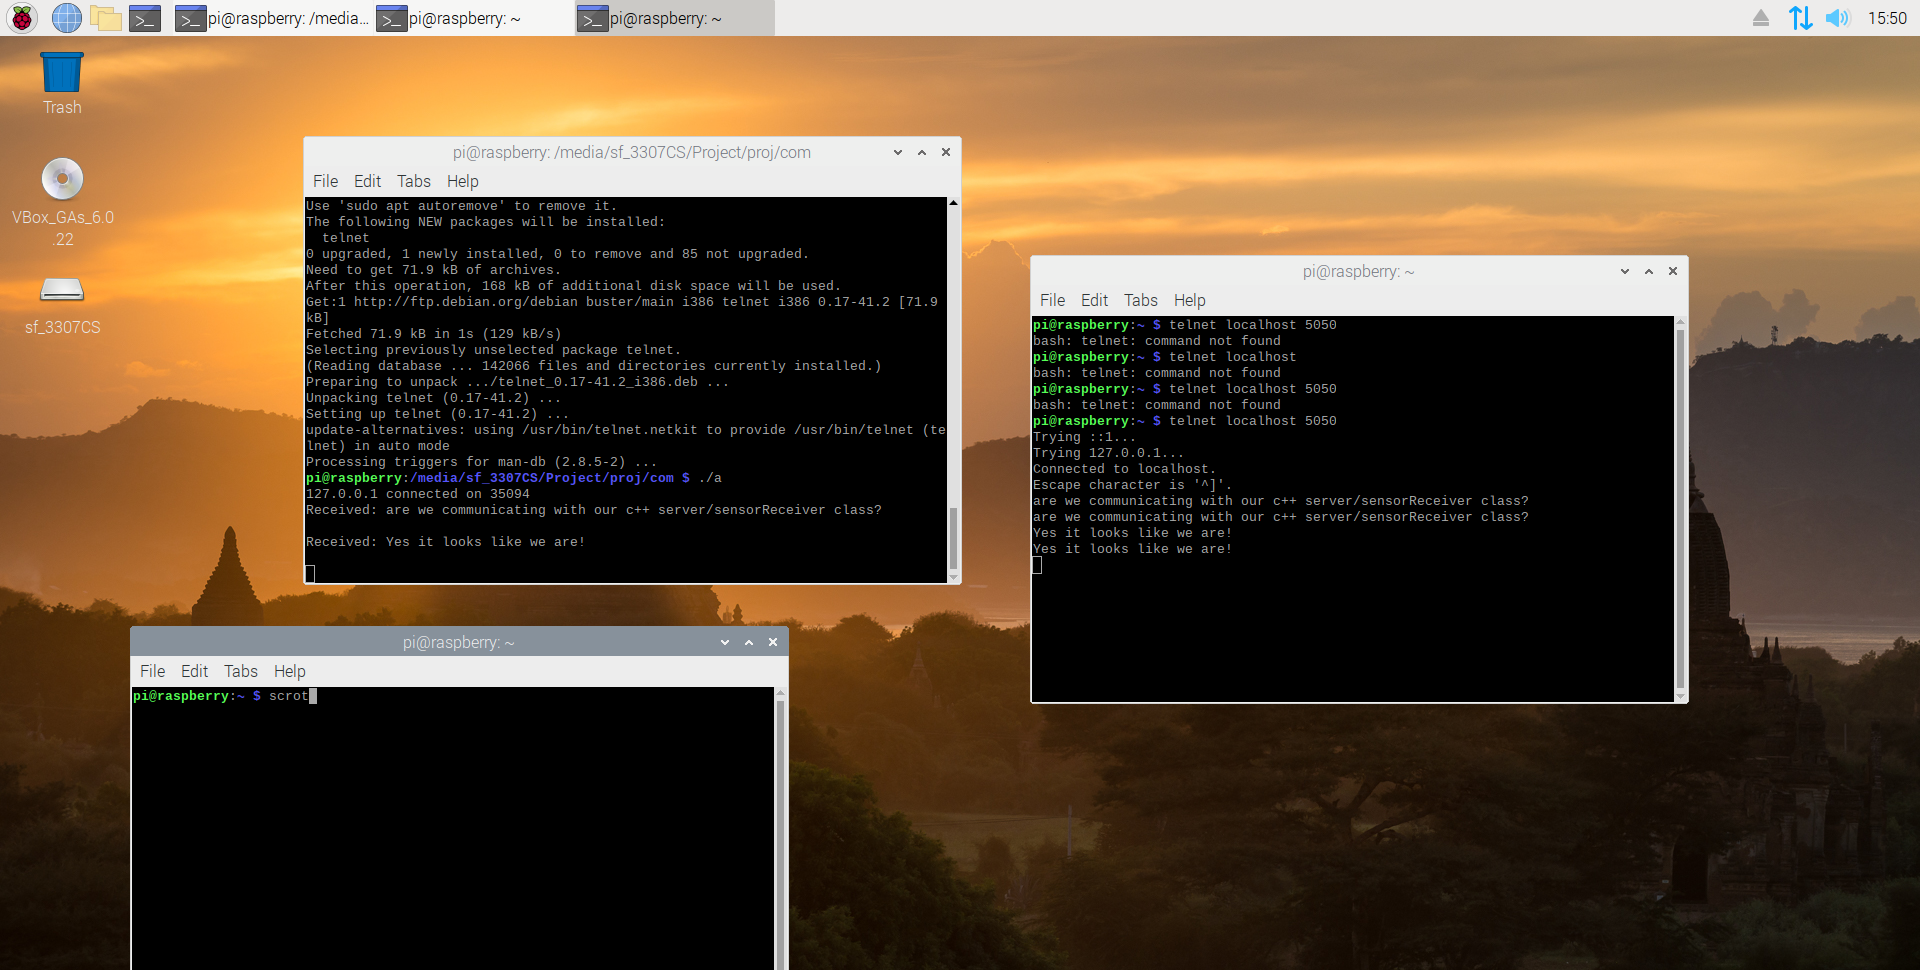 pi@raspberry: /media...
pi@raspberry: ~
pi@raspberry: ~
15:50
Trash
VBox_GAs_6.0
.22
sf_3307CS
pi@raspberry: /media/sf_3307CS/Project/proj/com
File Edit Tabs Help
Use 'sudo apt autoremove' to remove it.
The following NEW packages will be installed:
  telnet
0 upgraded, 1 newly installed, 0 to remove and 85 not upgraded.
Need to get 71.9 kB of archives.
After this operation, 168 kB of additional disk space will be used.
Get:1 http://ftp.debian.org/debian buster/main i386 telnet i386 0.17-41.2 [71.9
kB]
Fetched 71.9 kB in 1s (129 kB/s)
Selecting previously unselected package telnet.
(Reading database ... 142066 files and directories currently installed.)
Preparing to unpack .../telnet_0.17-41.2_i386.deb ...
Unpacking telnet (0.17-41.2) ...
Setting up telnet (0.17-41.2) ...
update-alternatives: using /usr/bin/telnet.netkit to provide /usr/bin/telnet (te
lnet) in auto mode
Processing triggers for man-db (2.8.5-2) ...
pi@raspberry:/media/sf_3307CS/Project/proj/com $ ./a
127.0.0.1 connected on 35094
Received: are we communicating with our c++ server/sensorReceiver class?
Received: Yes it looks like we are!
pi@raspberry: ~
File Edit Tabs Help
pi@raspberry:~ $ telnet localhost 5050
bash: telnet: command not found
pi@raspberry:~ $ telnet localhost
bash: telnet: command not found
pi@raspberry:~ $ telnet localhost 5050
bash: telnet: command not found
pi@raspberry:~ $ telnet localhost 5050
Trying ::1...
Trying 127.0.0.1...
Connected to localhost.
Escape character is '^]'.
are we communicating with our c++ server/sensorReceiver class?
are we communicating with our c++ server/sensorReceiver class?
Yes it looks like we are!
Yes it looks like we are!
pi@raspberry: ~
File Edit Tabs Help
pi@raspberry:~ $ scrot